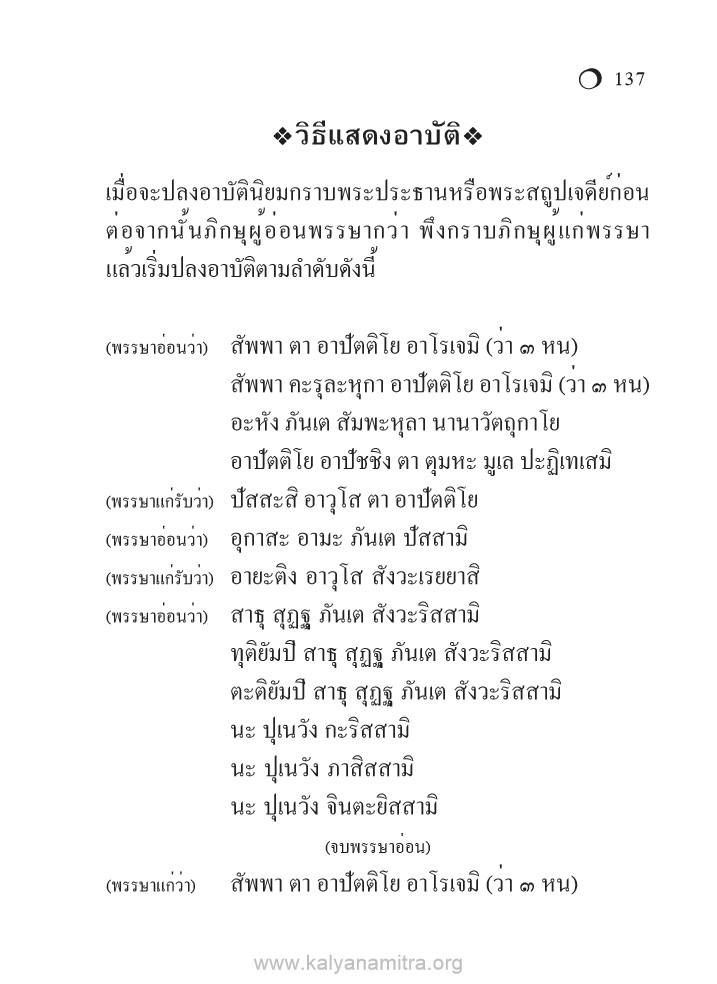 137
❖วิธีแสดงอาบัติ❖
เมื่อจะปลงอาบัตินิยมกราบพระประธานหรือพระสถูปเจดีย์ก่อน
ต่อจากนั้นภิกษุผู้อ่อนพรรษากว่า พึงกราบภิกษุผู้แก่พรรษา
แล้วเริ่มปลงอาบัติตามลำดับดังนี้
(พรรษาอ่อนว่า) สัพพา ตา อาปัตติโย อาโรเจมิ (ว่า ๓ หน)
สัพพา คะรุละหุกา อาปัตติโย อาโรเจมิ (ว่า ๓ หน)
อะหัง ภันเต สัมพะหุลา นานาวัตถุกาโย
อาปัตติโย อาปัชชิง ตา ตุมหะ มูเล ปะฏิเทเสมิ
(พรรษาแก่รับว่า) ปัสสะสิ อาวุโส ตา อาปัตติโย
(พรรษาอ่อนว่า) อุกาสะ อามะ ภันเต ปัสสามิ
(พรรษาแก่รับว่า) อายะติง อาวุโส สังวะเรยยาสิ
(พรรษาอ่อนว่า) สาธุ สุฏฐุ ภันเต สังวะริสสามิ
ทุติยัมปิ สาธุ สุฏฐุ ภันเต สังวะริสสามิ
ตะติยัมปิ สาธุ สุฏฐุ ภันเต สังวะริสสามิ
นะ ปุเนวัง กะริสสามิ
นะ ปุเนวัง ภาสิสสามิ
นะ ปุเนวัง จินตะยิสสามิ
(จบพรรษาอ่อน)
(พรรษาแก่ว่า) สัพพา ตา อาปัตติโย อาโรเจมิ (ว่า ๓ หน)
www.kalyanamitra.org